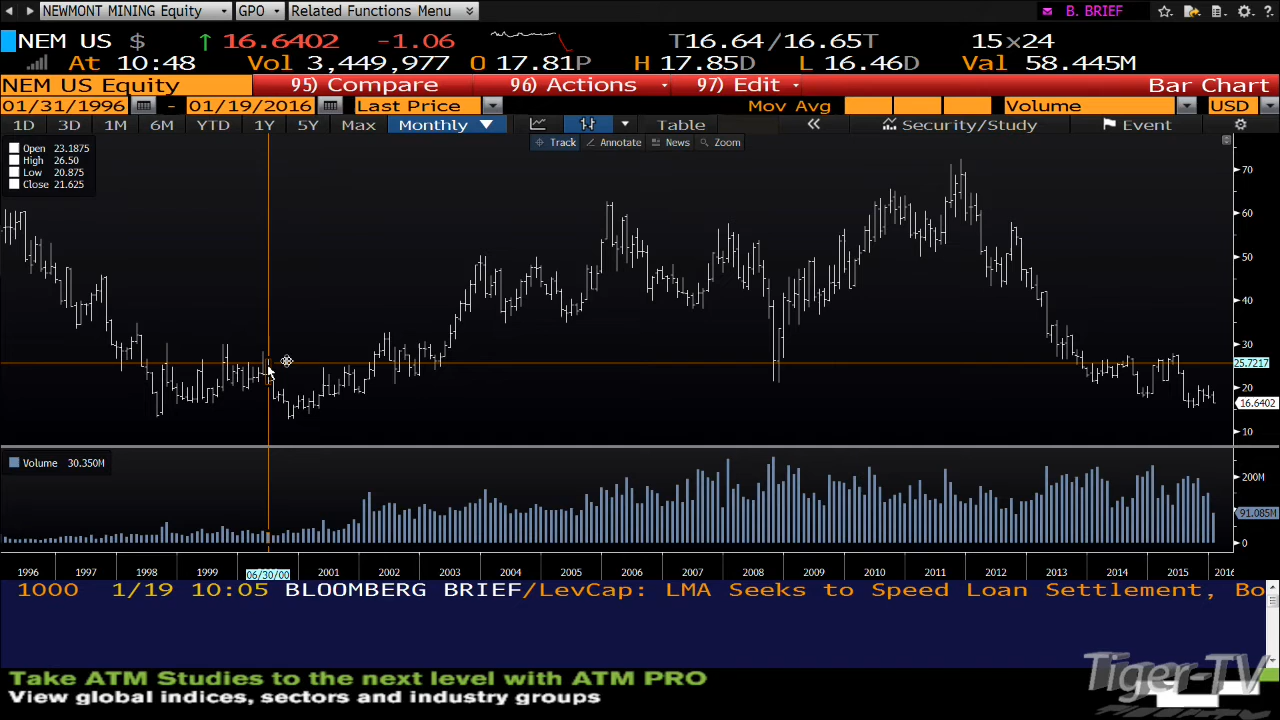 NEWMONT MINING Equity GPO Related Functions Menu B. BRIEF
NEM US $ ↑ 16.6402 -1.06 T16.64/16.65T 15×24
At 10:48 Vol 3,449,977 O 17.81P H 17.85D L 16.46D Val 58.445M
NEM US Equity 95) Compare 96) Actions 97) Edit Bar Chart
01/31/1996 - 01/19/2016 Last Price Mov Avg Volume USD
1D 3D 1M 6M YTD 1Y 5Y Max Monthly ▼ Table « Security/Study Event
Track Annotate News Zoom
Open 23.1875
High 26.50
Low 20.875
Close 21.625
70
60
50
40
30
25.7217
20
16.6402
10
Volume 30.350M
200M
91.085M
0
1996 1997 1998 1999 06/30/00 2001 2002 2003 2004 2005 2006 2007 2008 2009 2010 2011 2012 2013 2014 2015 2016
1000 1/19 10:05 BLOOMBERG BRIEF/LevCap: LMA Seeks to Speed Loan Settlement, Bo
Take ATM Studies to the next level with ATM PRO
View global indices, sectors and industry groups
Tiger-TV